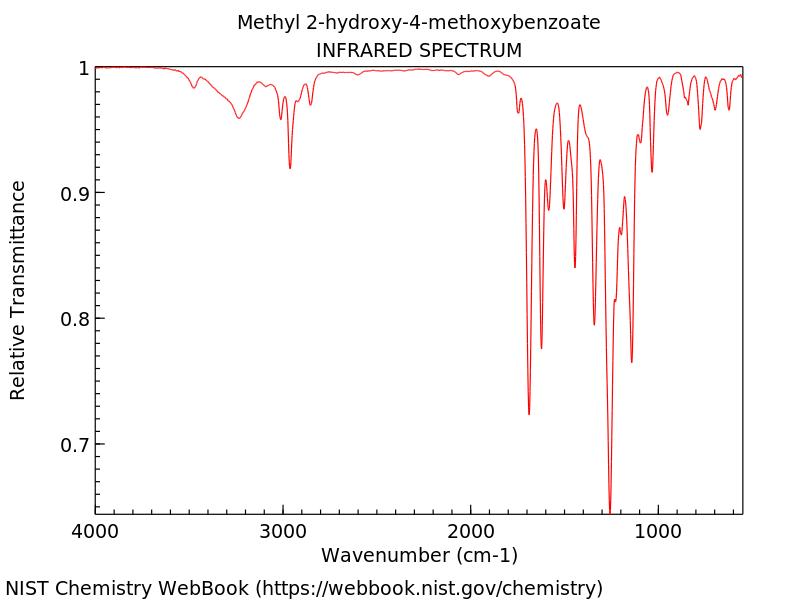 Methyl 2-hydroxy-4-methoxybenzoate
INFRARED SPECTRUM
1
0.9
0.8
0.7
Relative Transmittance
4000 3000 2000 1000
Wavenumber (cm-1)
NIST Chemistry WebBook (https://webbook.nist.gov/chemistry)